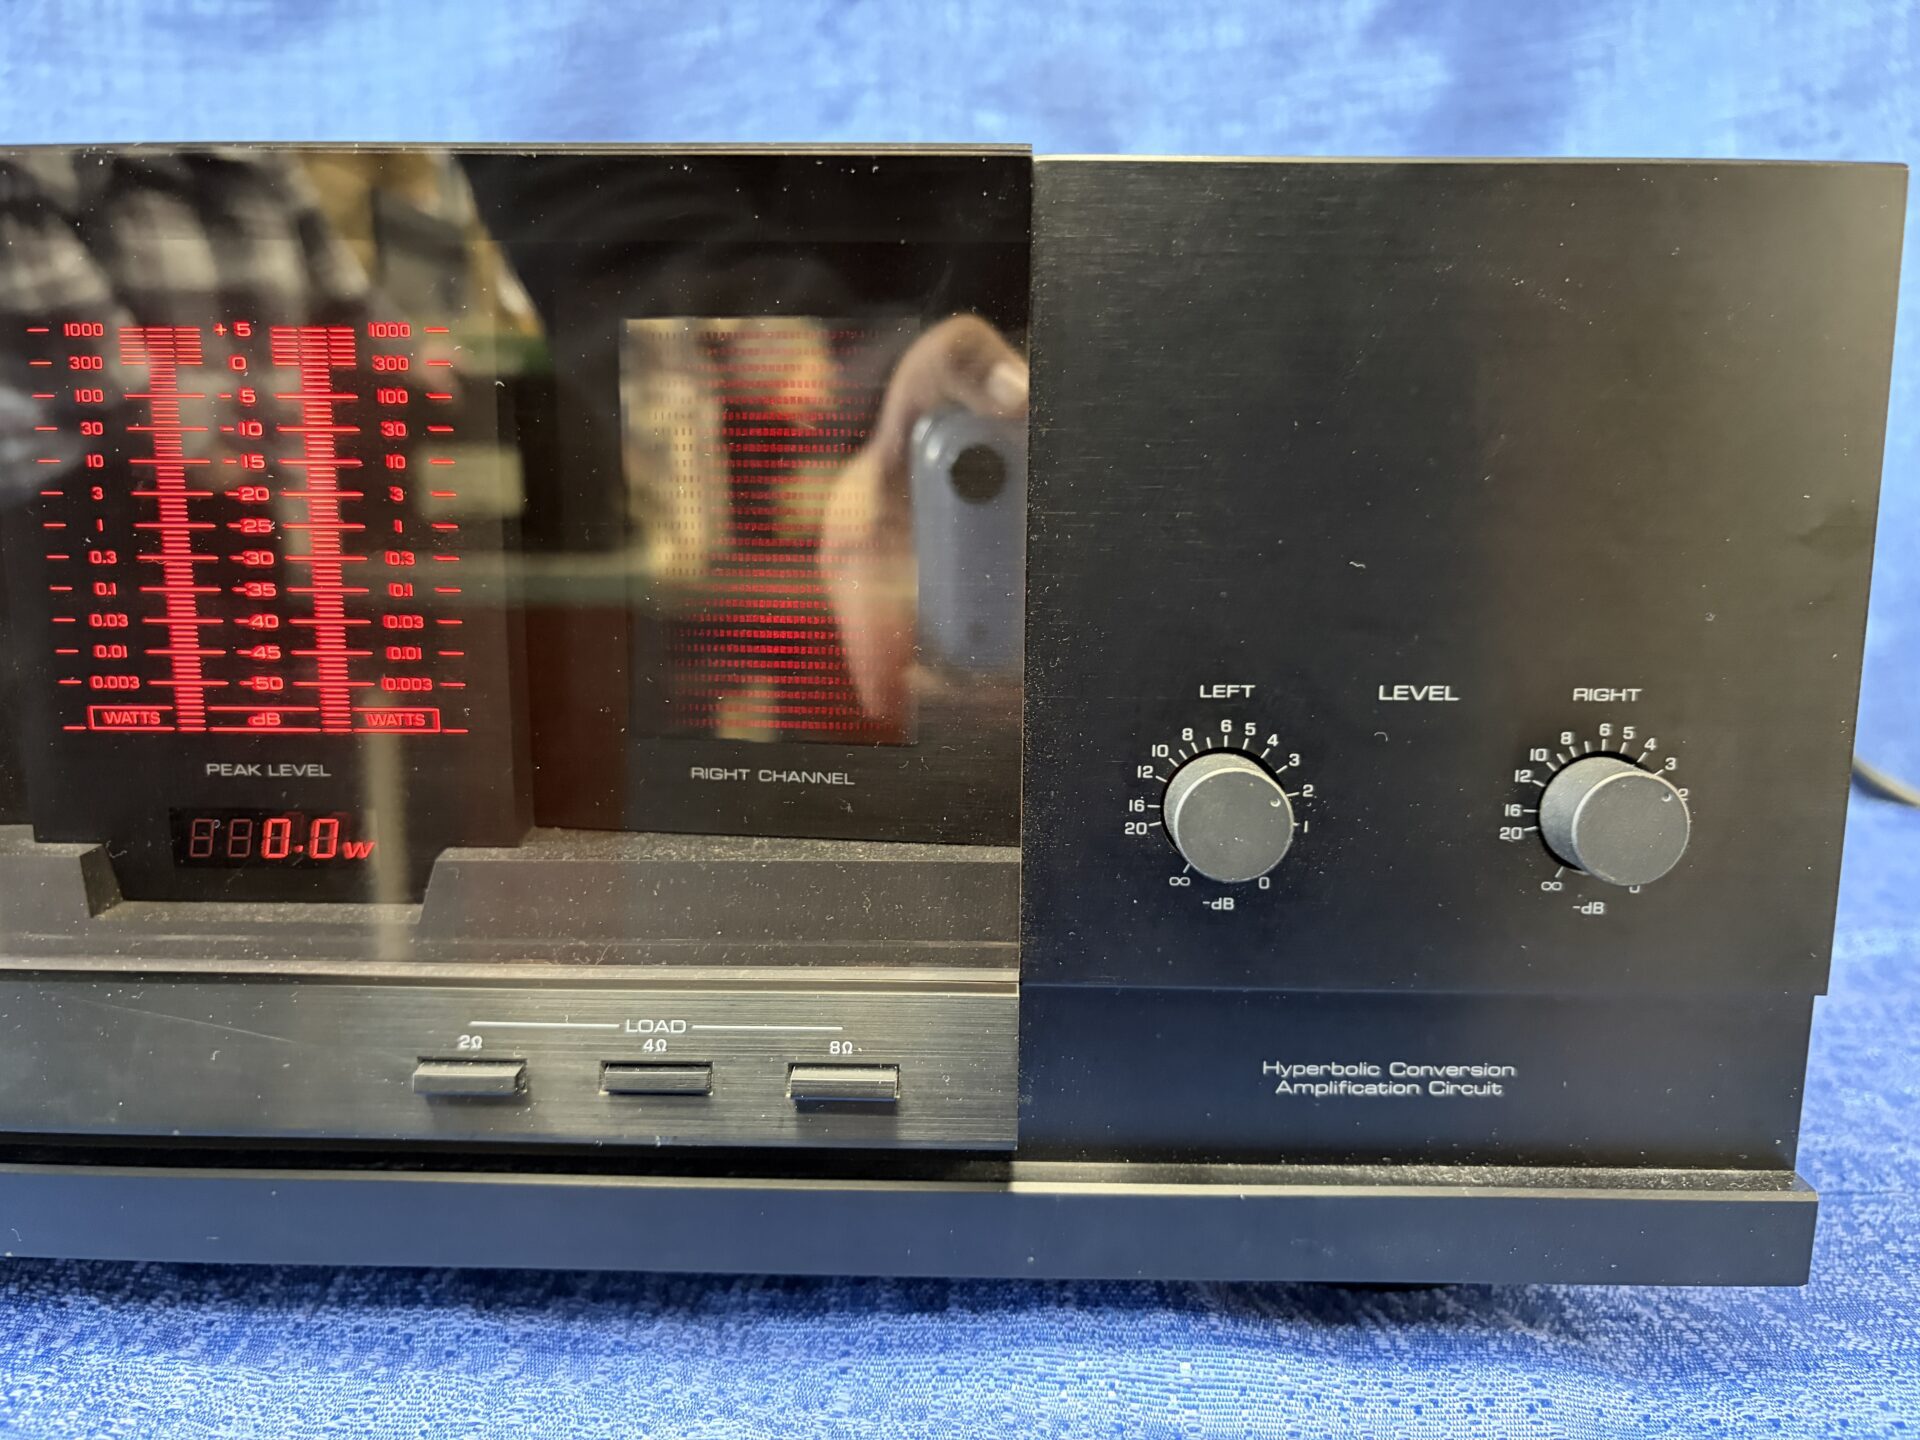 1000 +5 1000
300 0 300
100 -5 100
30 -10 30
10 -15 10
3 -20 3
1 -25 1
0.3 -30 0.3
0.1 -35 0.1
0.03 -40 0.03
0.01 -45 0.01
0.003 -50 0.003
WATTS dB WATTS
PEAK LEVEL
0.0w
RIGHT CHANNEL
LOAD
2Ω 4Ω 8Ω
LEFT LEVEL RIGHT
∞ 20 16 12 10 8 6 5 4 3 2 1 0
-dB
∞ 20 16 12 10 8 6 5 4 3 2 0
-dB
Hyperbolic Conversion
Amplification Circuit